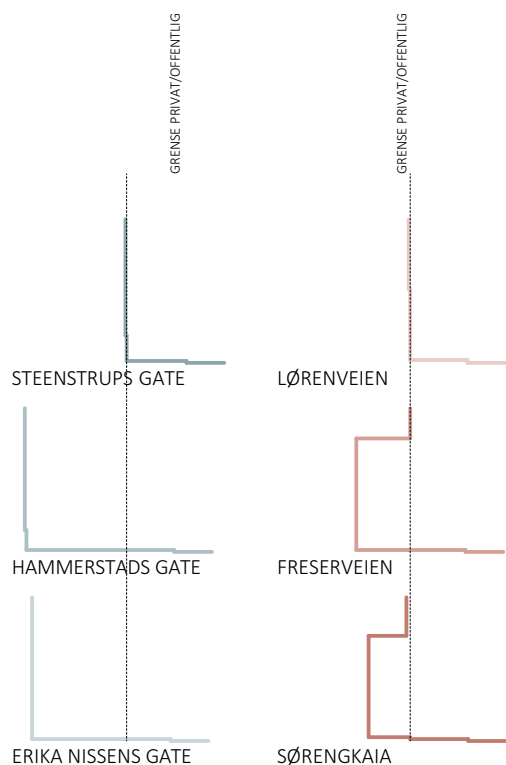 GRENSE PRIVAT/OFFENTLIG
GRENSE PRIVAT/OFFENTLIG
STEENSTRUPS GATE
LØRENVEIEN
HAMMERSTADS GATE
FRESERVEIEN
ERIKA NISSENS GATE
SØRENGKAIA